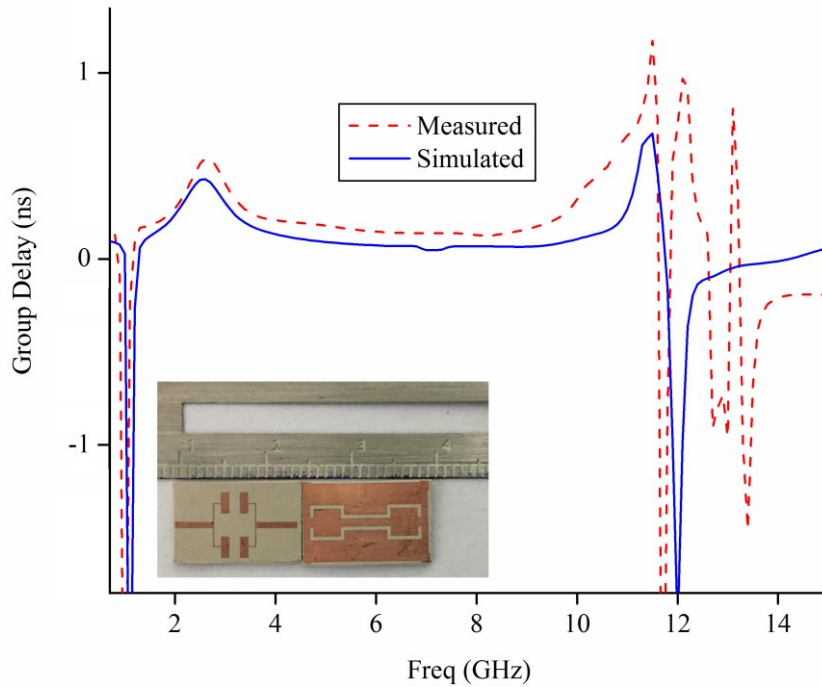 Group Delay (ns)
1
0
-1
Measured
Simulated
1 2 3 4
2 4 6 8 10 12 14
Freq (GHz)